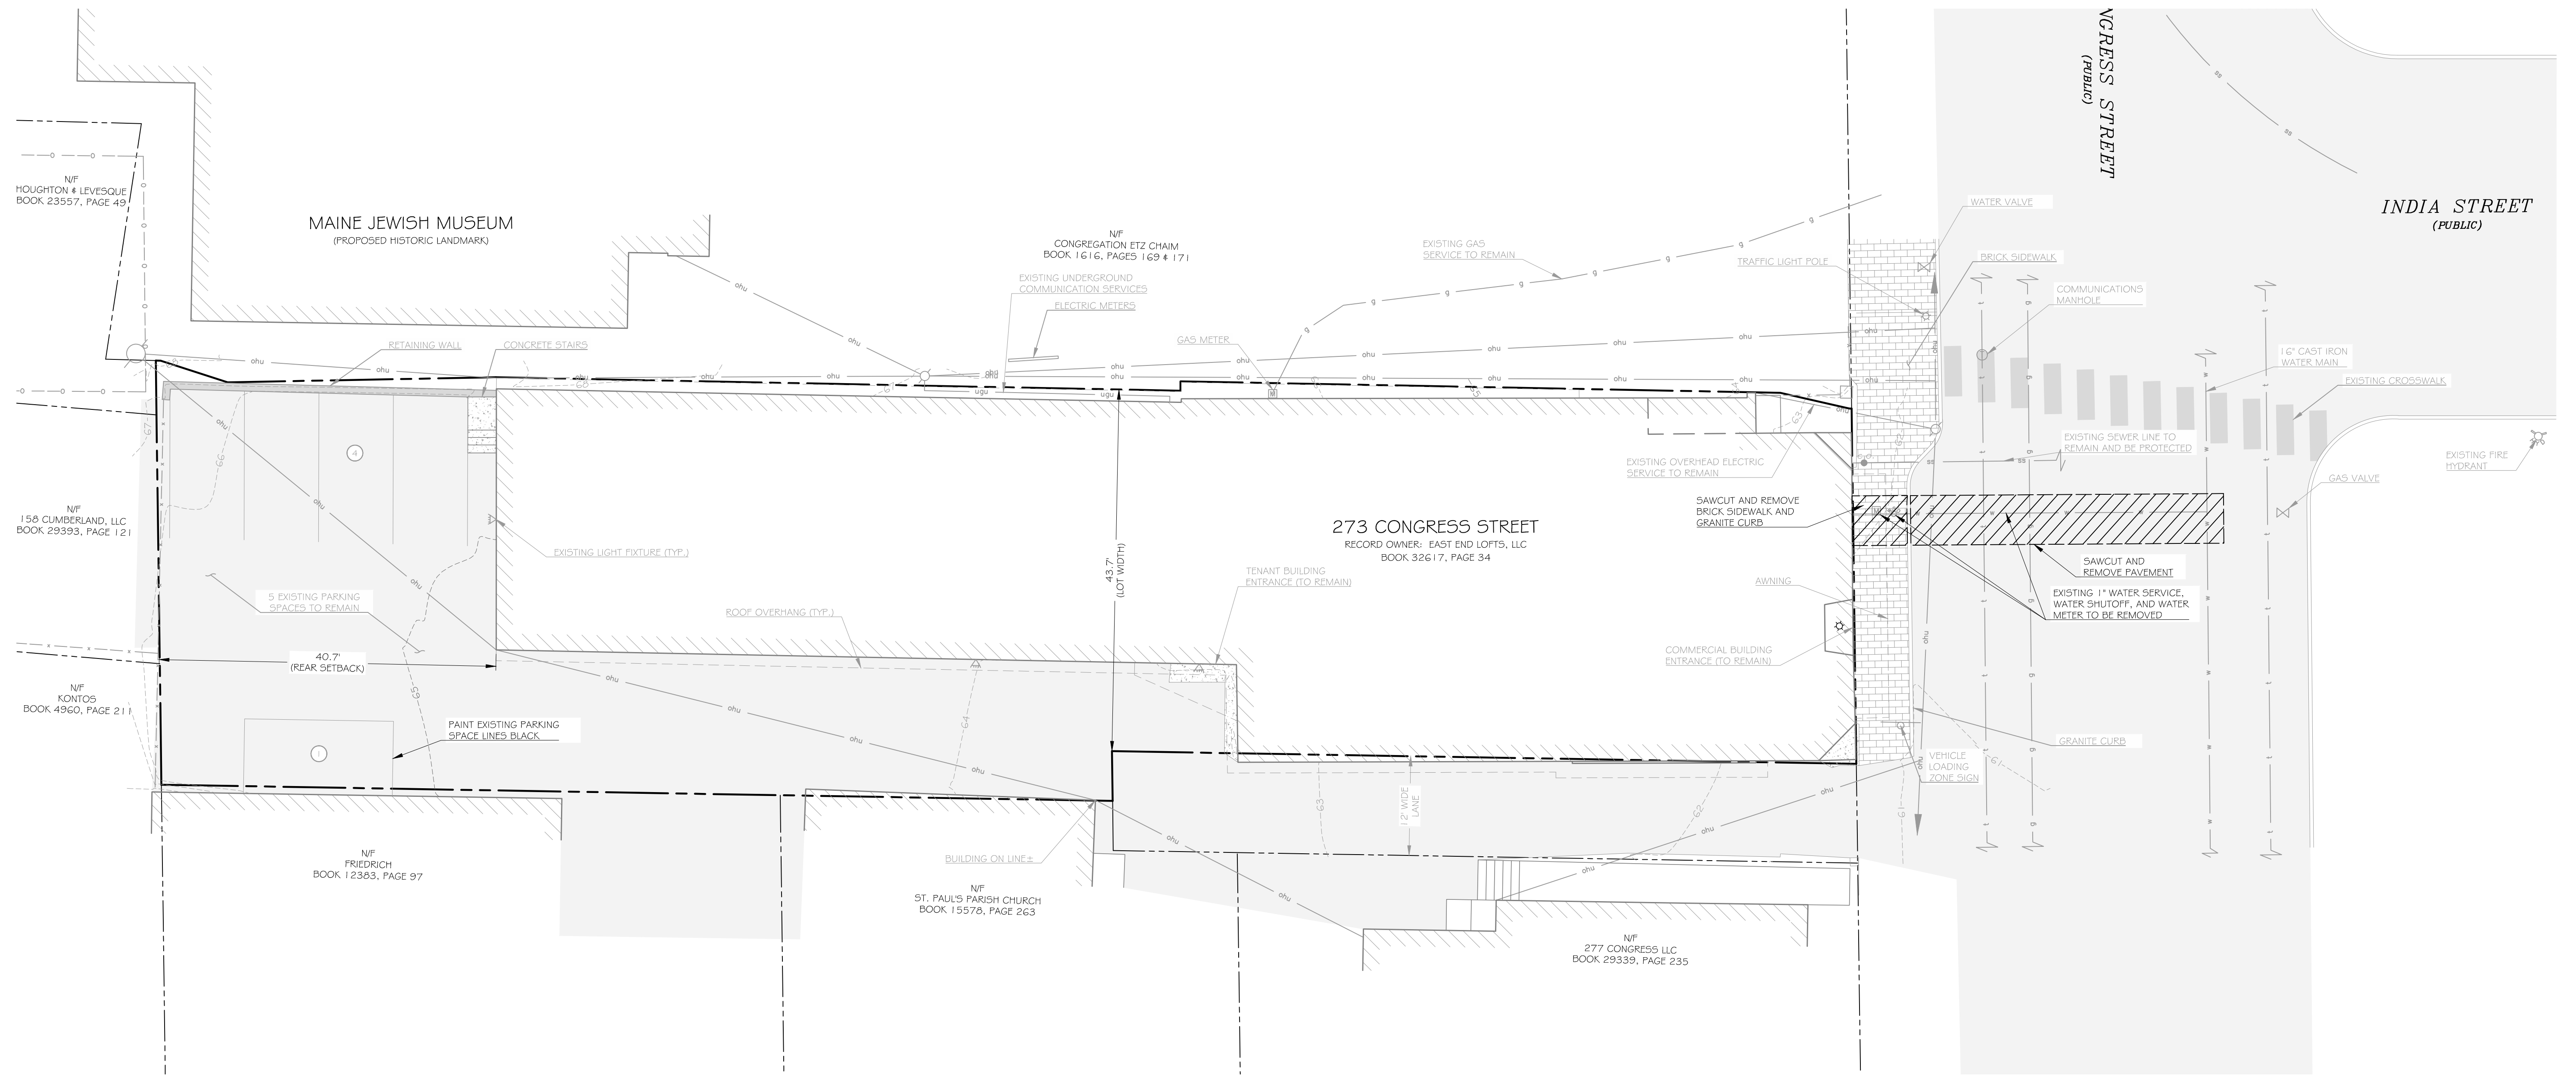 CONGRESS STREET
(PUBLIC)
INDIA STREET
(PUBLIC)
N/F
HOUGHTON & LEVESQUE
BOOK 23557, PAGE 49
MAINE JEWISH MUSEUM
(PROPOSED HISTORIC LANDMARK)
N/F
CONGREGATION ETZ CHAIM
BOOK 1616, PAGES 169 & 171
EXISTING UNDERGROUND
COMMUNICATION SERVICES
ELECTRIC METERS
EXISTING GAS
SERVICE TO REMAIN
TRAFFIC LIGHT POLE
WATER VALVE
BRICK SIDEWALK
COMMUNICATIONS
MANHOLE
16" CAST IRON
WATER MAIN
EXISTING CROSSWALK
RETAINING WALL
CONCRETE STAIRS
GAS METER
EXISTING OVERHEAD ELECTRIC
SERVICE TO REMAIN
EXISTING SEWER LINE TO
REMAIN AND BE PROTECTED
EXISTING FIRE
HYDRANT
GAS VALVE
N/F
158 CUMBERLAND, LLC
BOOK 29393, PAGE 121
4
EXISTING LIGHT FIXTURE (TYP.)
273 CONGRESS STREET
RECORD OWNER: EAST END LOFTS, LLC
BOOK 32617, PAGE 34
SAWCUT AND REMOVE
BRICK SIDEWALK AND
GRANITE CURB
SAWCUT AND
REMOVE PAVEMENT
43.7'
(LOT WIDTH)
TENANT BUILDING
ENTRANCE (TO REMAIN)
AWNING
EXISTING 1" WATER SERVICE,
WATER SHUTOFF, AND WATER
METER TO BE REMOVED
5 EXISTING PARKING
SPACES TO REMAIN
ROOF OVERHANG (TYP.)
COMMERCIAL BUILDING
ENTRANCE (TO REMAIN)
40.7'
(REAR SETBACK)
N/F
KONTOS
BOOK 4960, PAGE 211
PAINT EXISTING PARKING
SPACE LINES BLACK
1
GRANITE CURB
VEHICLE
LOADING
ZONE SIGN
12' WIDE
LANE
BUILDING ON LINE±
N/F
FRIEDRICH
BOOK 12383, PAGE 97
N/F
ST. PAUL'S PARISH CHURCH
BOOK 15578, PAGE 263
N/F
277 CONGRESS LLC
BOOK 29339, PAGE 235